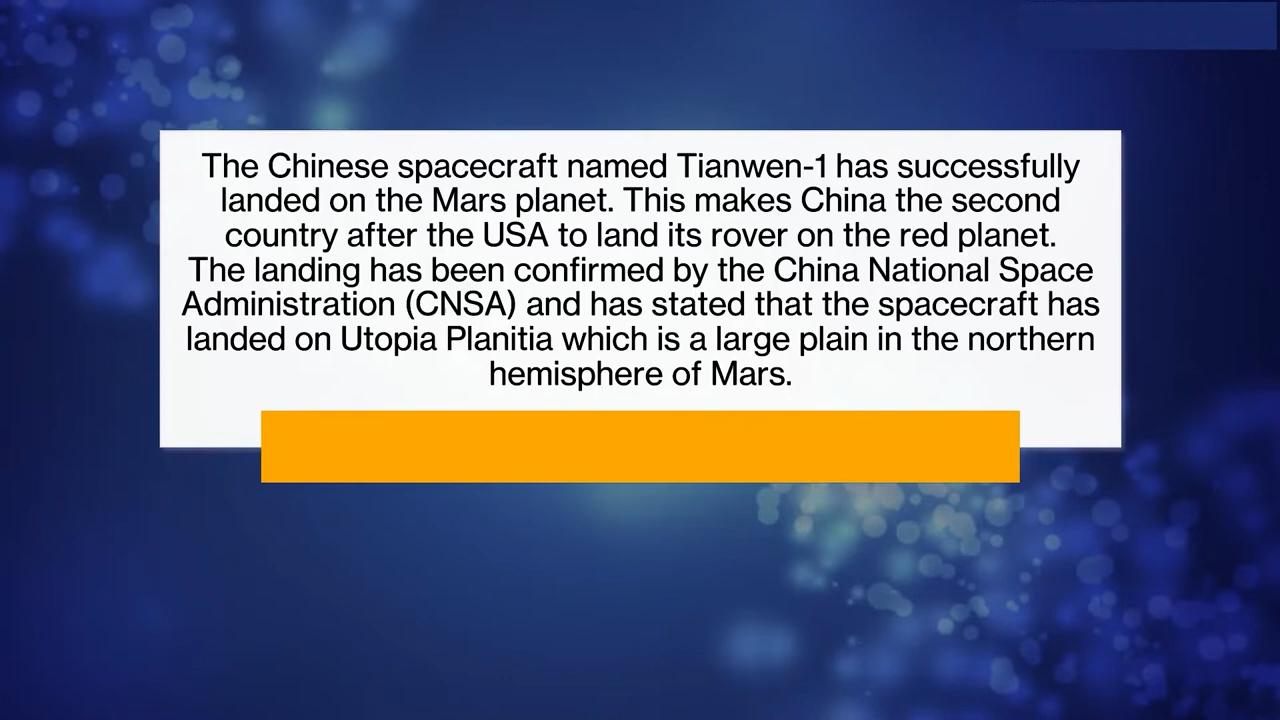 The Chinese spacecraft named Tianwen-1 has successfully
landed on the Mars planet. This makes China the second
country after the USA to land its rover on the red planet.
The landing has been confirmed by the China National Space
Administration (CNSA) and has stated that the spacecraft has
landed on Utopia Planitia which is a large plain in the northern
hemisphere of Mars.